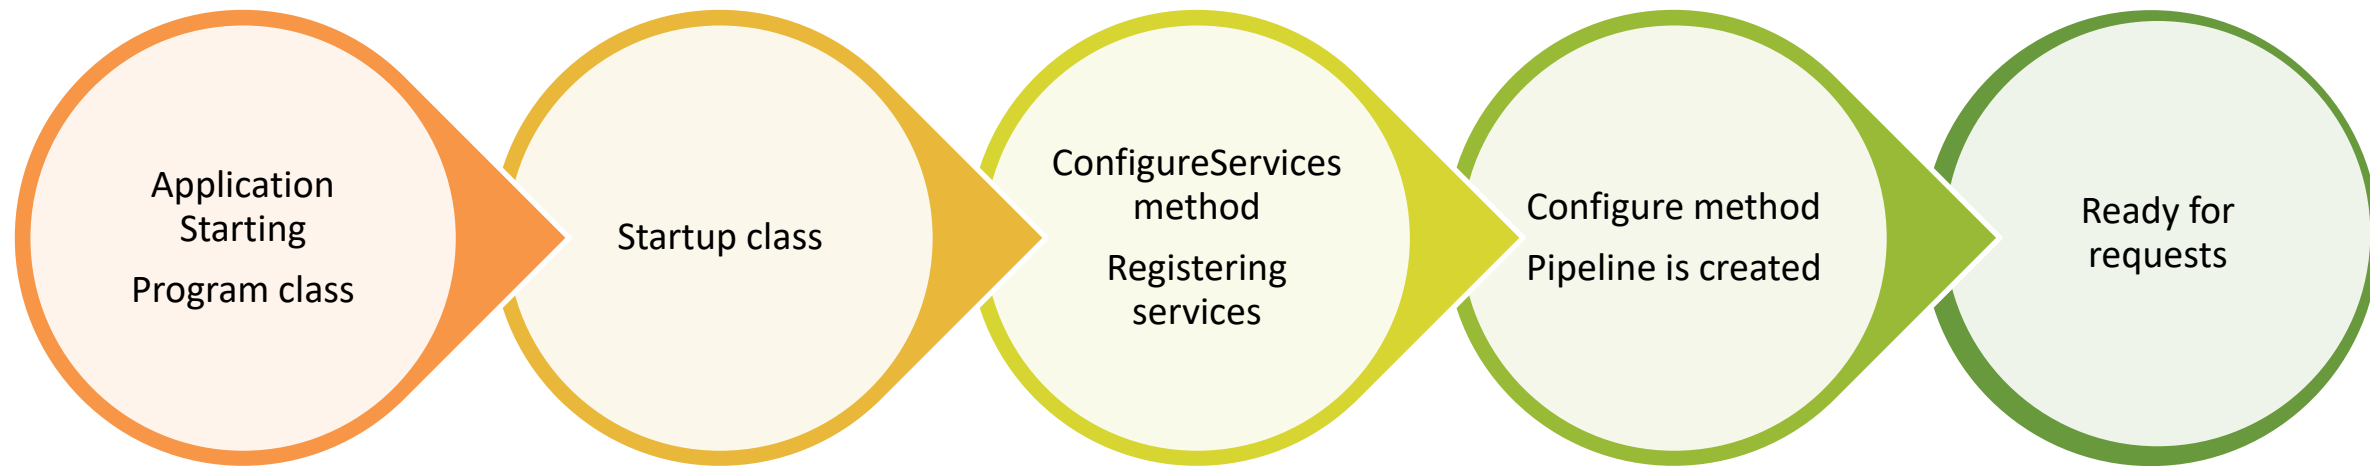 Application
Starting
Program class
Startup class
ConfigureServices
method
Registering
services
Configure method
Pipeline is created
Ready for
requests